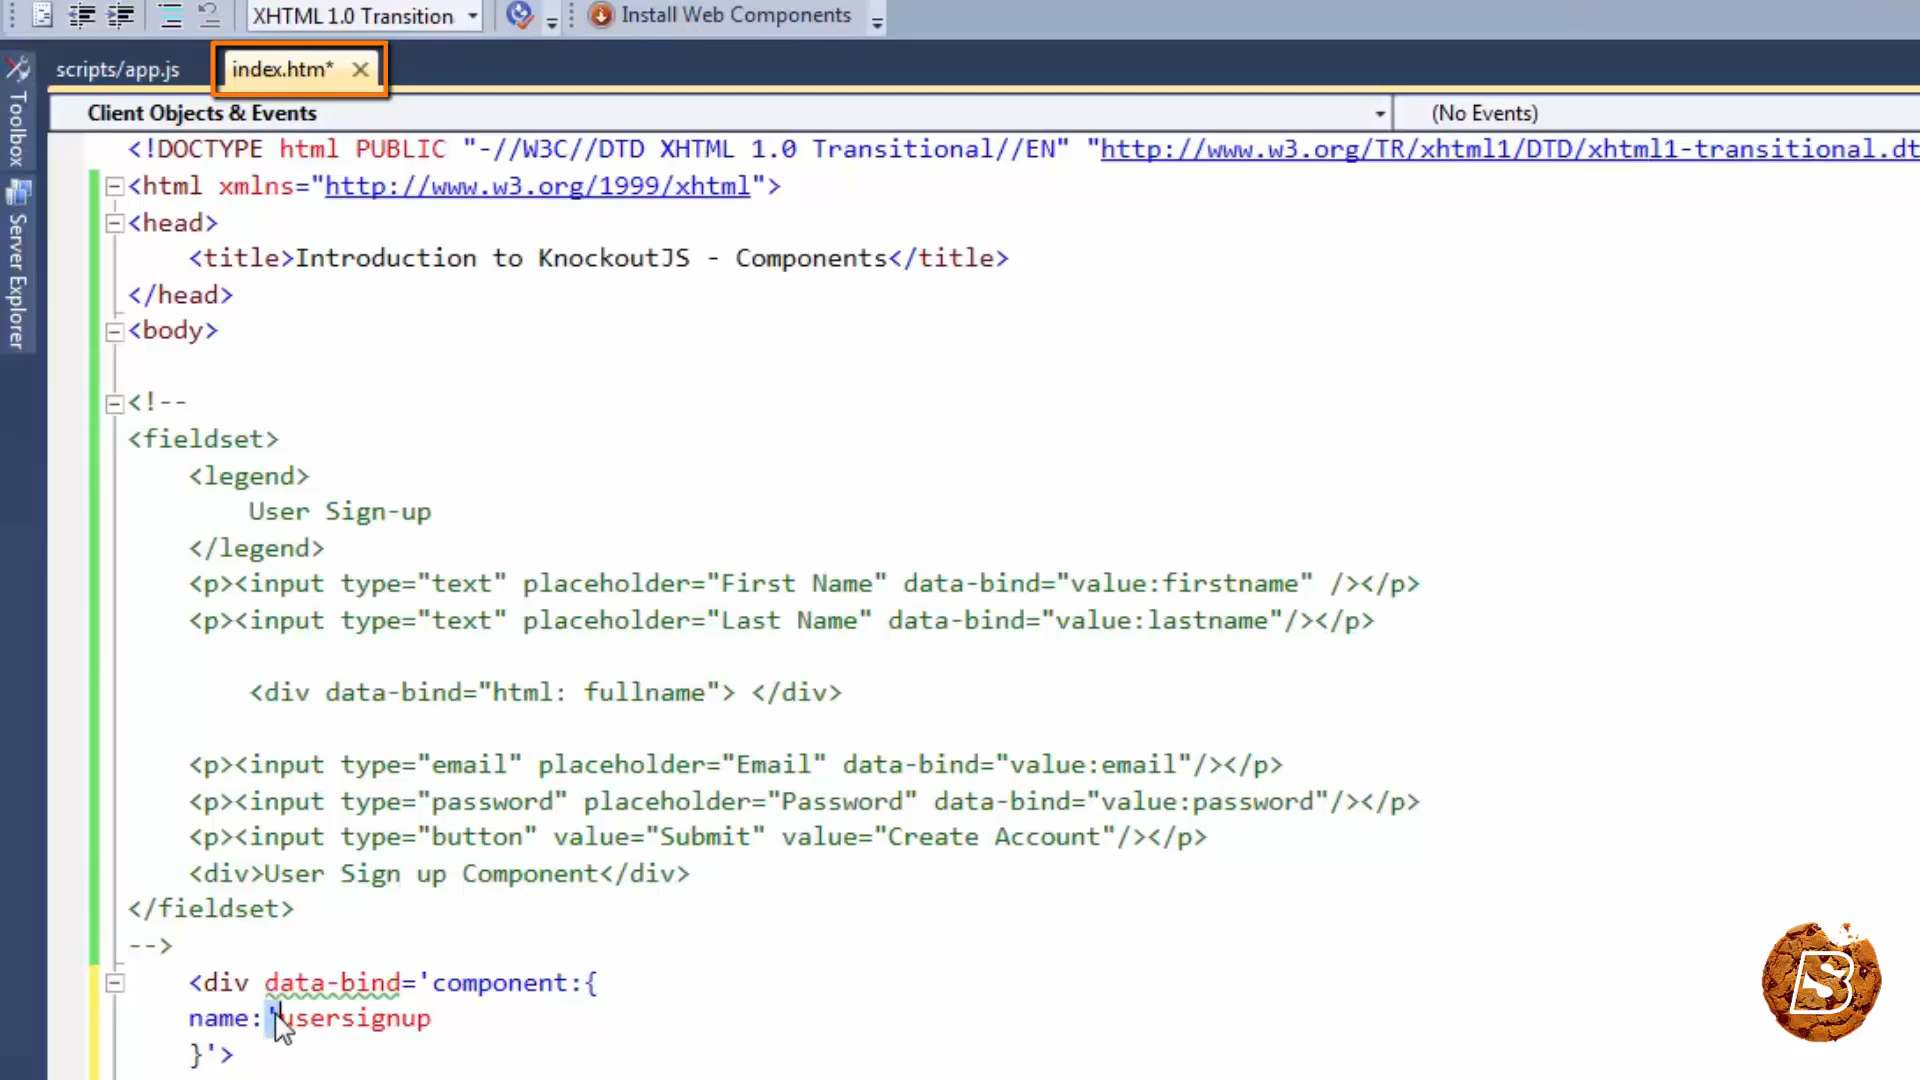 XHTML 1.0 Transition
Install Web Components
scripts/app.js
index.htm*
Toolbox
Server Explorer
Client Objects & Events
(No Events)
<!DOCTYPE html PUBLIC "-//W3C//DTD XHTML 1.0 Transitional//EN" "http://www.w3.org/TR/xhtml1/DTD/xhtml1-transitional.dt
<html xmlns="http://www.w3.org/1999/xhtml">
<head>
<title>Introduction to KnockoutJS - Components</title>
</head>
<body>
<!--
<fieldset>
<legend>
User Sign-up
</legend>
<p><input type="text" placeholder="First Name" data-bind="value:firstname" /></p>
<p><input type="text" placeholder="Last Name" data-bind="value:lastname"/></p>
<div data-bind="html: fullname"> </div>
<p><input type="email" placeholder="Email" data-bind="value:email"/></p>
<p><input type="password" placeholder="Password" data-bind="value:password"/></p>
<p><input type="button" value="Submit" value="Create Account"/></p>
<div>User Sign up Component</div>
</fieldset>
-->
<div data-bind='component:{
name:'usersignup
}'>
BS